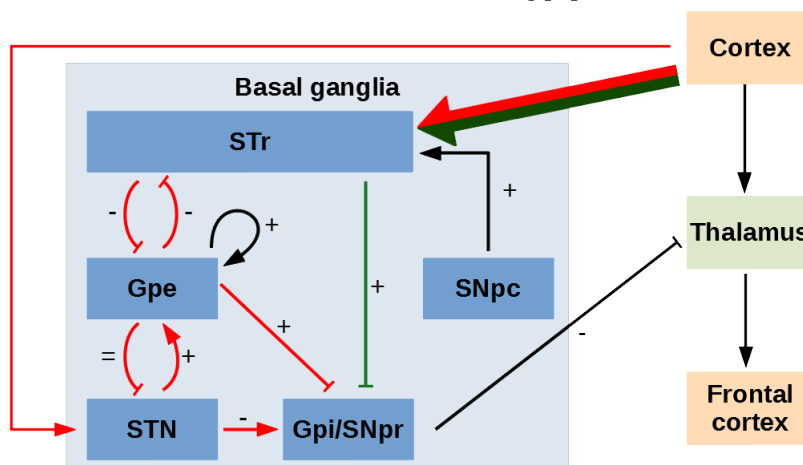 Cortex
Basal ganglia
STr
-
-
+
+
Thalamus
Gpe
SNpc
+
+
-
=
+
Frontal
cortex
STN
-
Gpi/SNpr